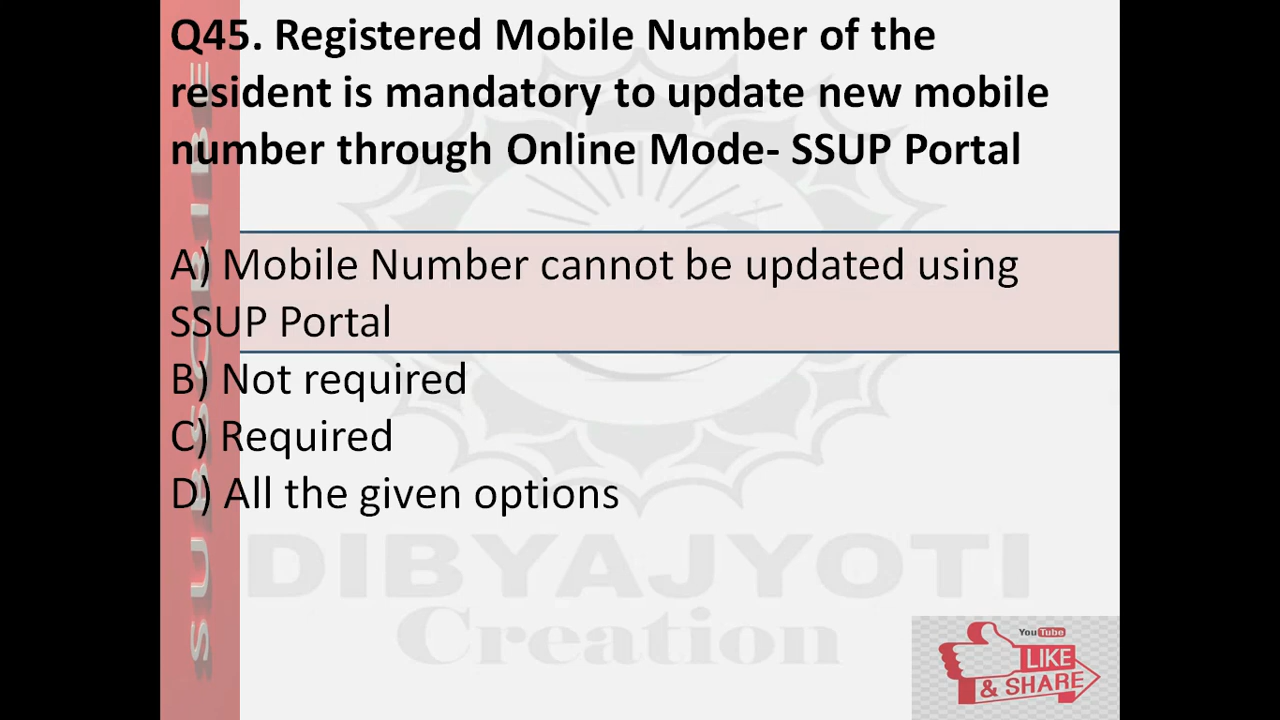 Q45. Registered Mobile Number of the
resident is mandatory to update new mobile
number through Online Mode- SSUP Portal
A) Mobile Number cannot be updated using
SSUP Portal
B) Not required
C) Required
D) All the given options
SUBSCRIBE
DIBYAJYOTI
Creation
YouTube
LIKE
& SHARE